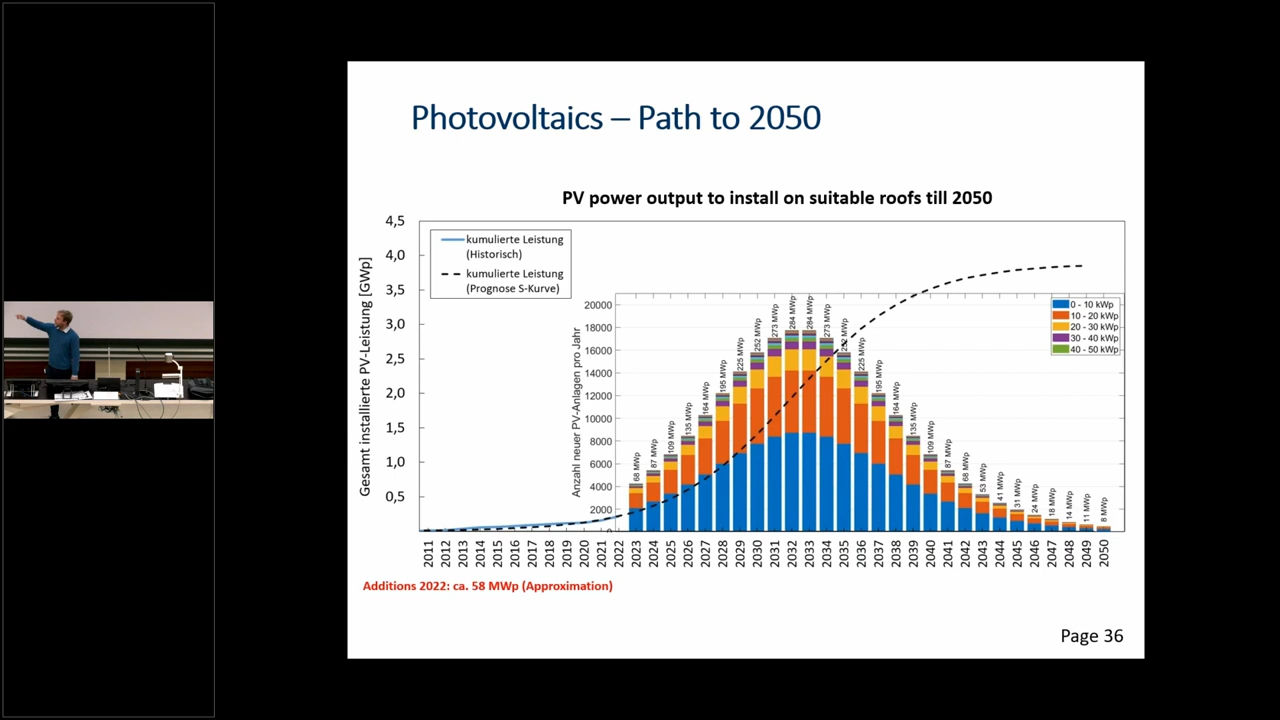 Photovoltaics – Path to 2050
PV power output to install on suitable roofs till 2050
Gesamt installierte PV-Leistung [GWp]
4,5
4,0
3,5
3,0
2,5
2,0
1,5
1,0
0,5
kumulierte Leistung
(Historisch)
kumulierte Leistung
(Prognose S-Kurve)
Anzahl neuer PV-Anlagen pro Jahr
20000
18000
16000
14000
12000
10000
8000
6000
4000
2000
0
68 MWp
87 MWp
109 MWp
135 MWp
164 MWp
195 MWp
225 MWp
252 MWp
273 MWp
284 MWp
284 MWp
273 MWp
252 MWp
225 MWp
195 MWp
164 MWp
135 MWp
109 MWp
87 MWp
68 MWp
53 MWp
41 MWp
31 MWp
24 MWp
18 MWp
14 MWp
11 MWp
8 MWp
0 - 10 kWp
10 - 20 kWp
20 - 30 kWp
30 - 40 kWp
40 - 50 kWp
2011
2012
2013
2014
2015
2016
2017
2018
2019
2020
2021
2022
2023
2024
2025
2026
2027
2028
2029
2030
2031
2032
2033
2034
2035
2036
2037
2038
2039
2040
2041
2042
2043
2044
2045
2046
2047
2048
2049
2050
Additions 2022: ca. 58 MWp (Approximation)
Page 36